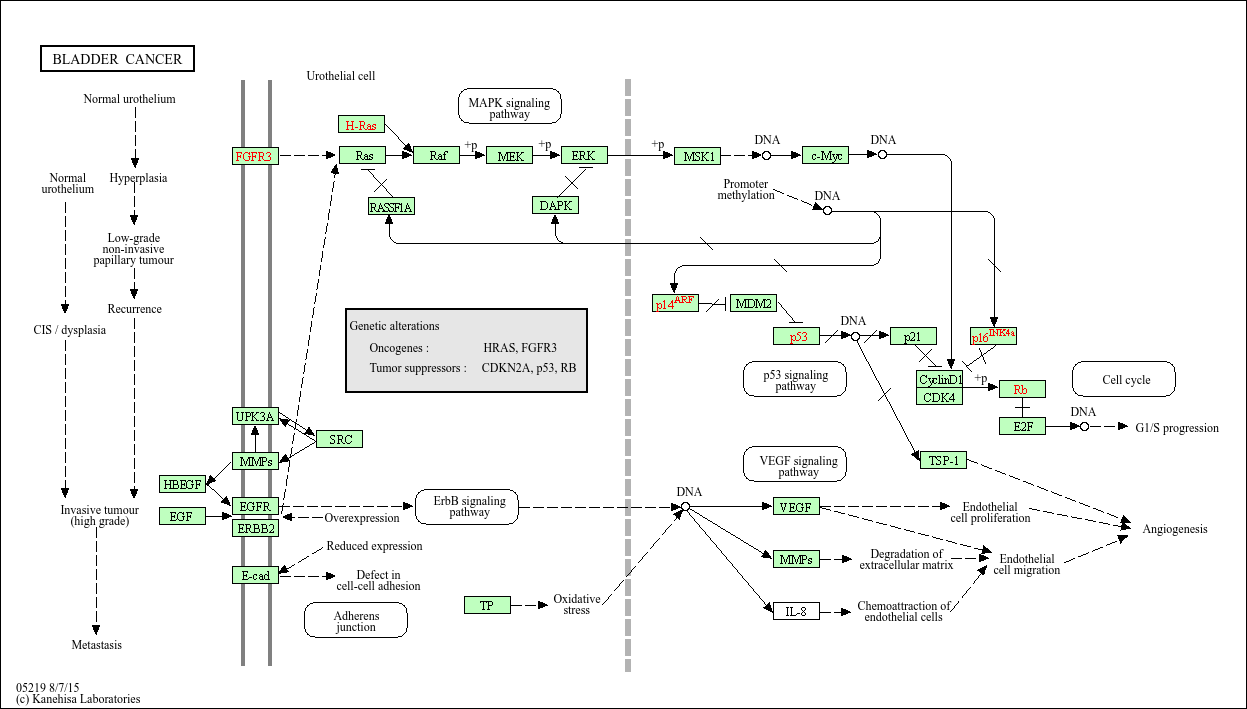 BLADDER CANCER
Urothelial cell
Normal urothelium
MAPK signaling
pathway
H-Ras
FGFR3
Ras
Raf
+p
MEK
+p
ERK
+p
MSK1
DNA
c-Myc
DNA
Normal
urothelium
Hyperplasia
RASSF1A
DAPK
Promoter
methylation
DNA
Low-grade
non-invasive
papillary tumour
Recurrence
CIS / dysplasia
p14ARF
MDM2
p53
DNA
p21
p16INK4a
Genetic alterations
Oncogenes : HRAS, FGFR3
Tumor suppressors : CDKN2A, p53, RB
p53 signaling
pathway
CyclinD1
CDK4
+p
Rb
Cell cycle
UPK3A
SRC
E2F
DNA
G1/S progression
MMPs
HBEGF
VEGF signaling
pathway
TSP-1
EGFR
EGF
ERBB2
Overexpression
ErbB signaling
pathway
DNA
VEGF
Endothelial
cell proliferation
Angiogenesis
Invasive tumour
(high grade)
Reduced expression
E-cad
Defect in
cell-cell adhesion
MMPs
Degradation of
extracellular matrix
Endothelial
cell migration
TP
Oxidative
stress
IL-8
Chemoattraction of
endothelial cells
Adherens
junction
Metastasis
05219 8/7/15
(c) Kanehisa Laboratories